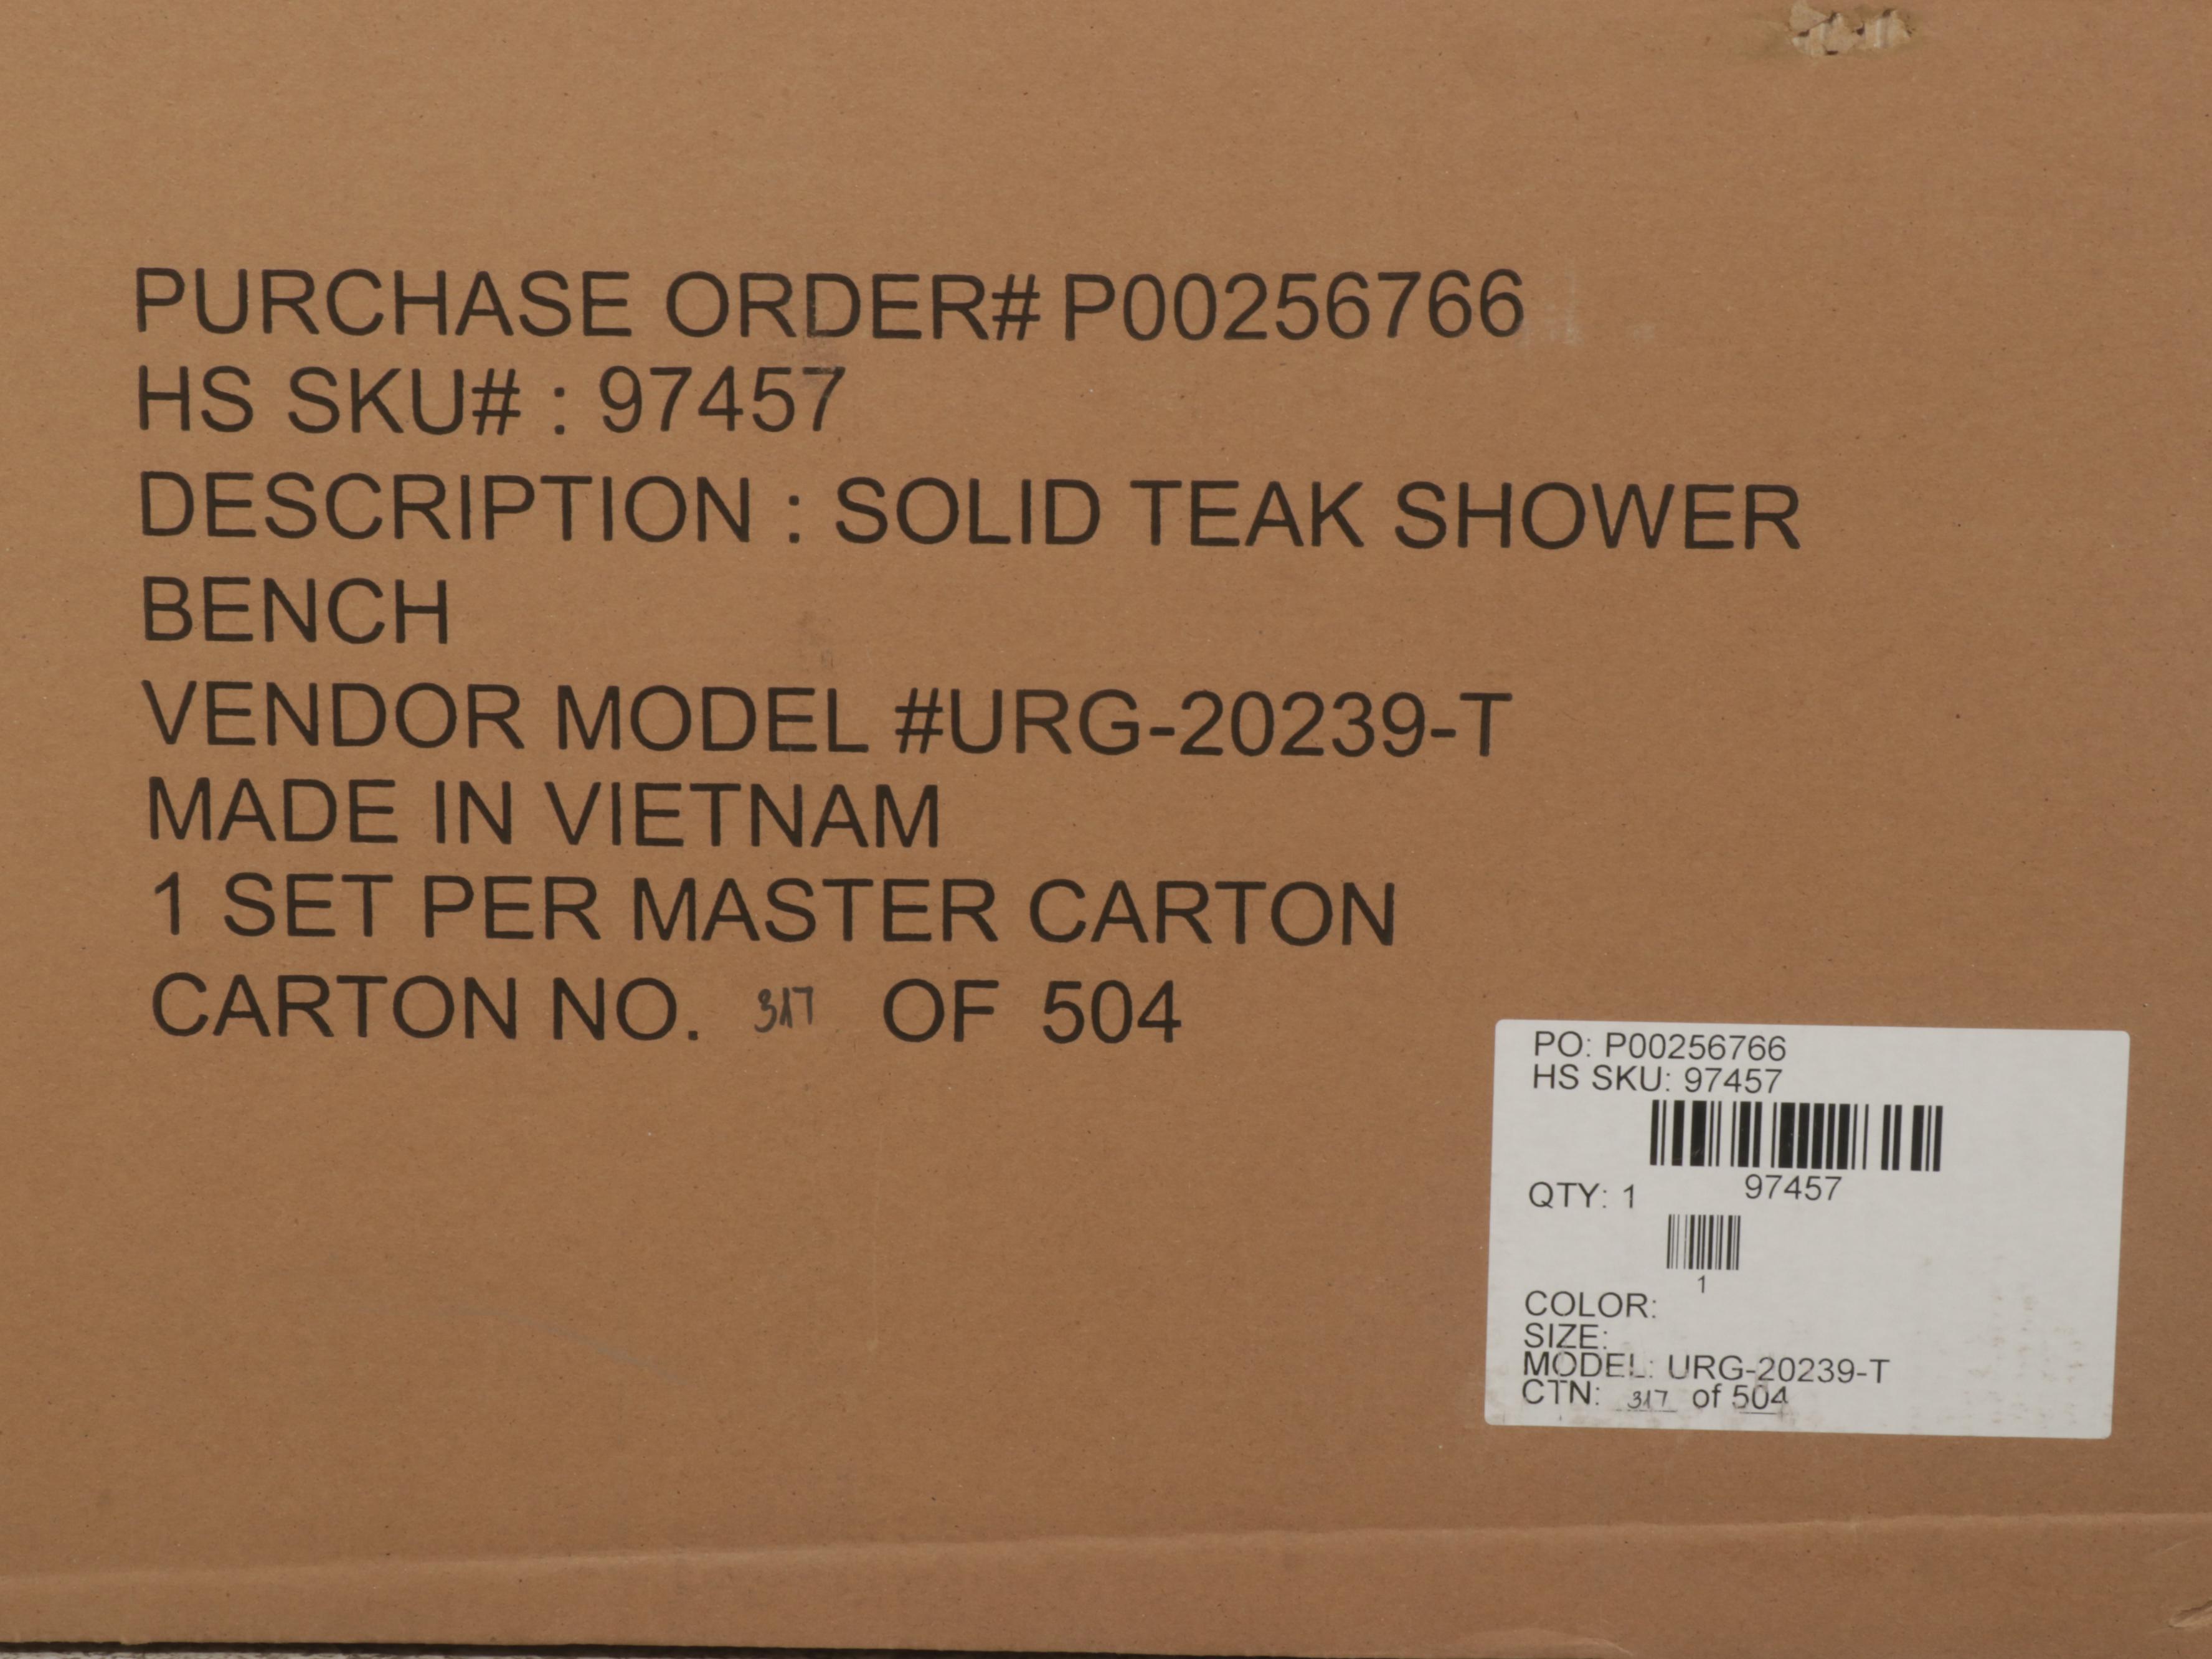 PURCHASE ORDER# P00256766
HS SKU# : 97457
DESCRIPTION : SOLID TEAK SHOWER
BENCH
VENDOR MODEL #URG-20239-T
MADE IN VIETNAM
1 SET PER MASTER CARTON
CARTON NO. 317 OF 504
PO: P00256766
HS SKU: 97457
97457
QTY: 1
1
COLOR:
SIZE:
MODEL: URG-20239-T
CTN: 317 of 504